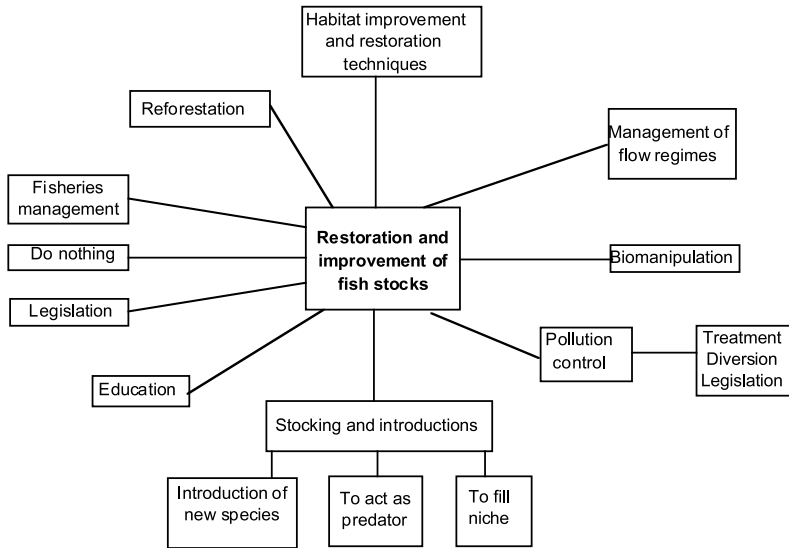 Habitat improvement
and restoration
techniques
Reforestation
Management of
flow regimes
Fisheries
management
Restoration and
improvement of
fish stocks
Do nothing
Biomanipulation
Legislation
Pollution
control
Treatment
Diversion
Legislation
Education
Stocking and introductions
Introduction of
new species
To act as
predator
To fill
niche